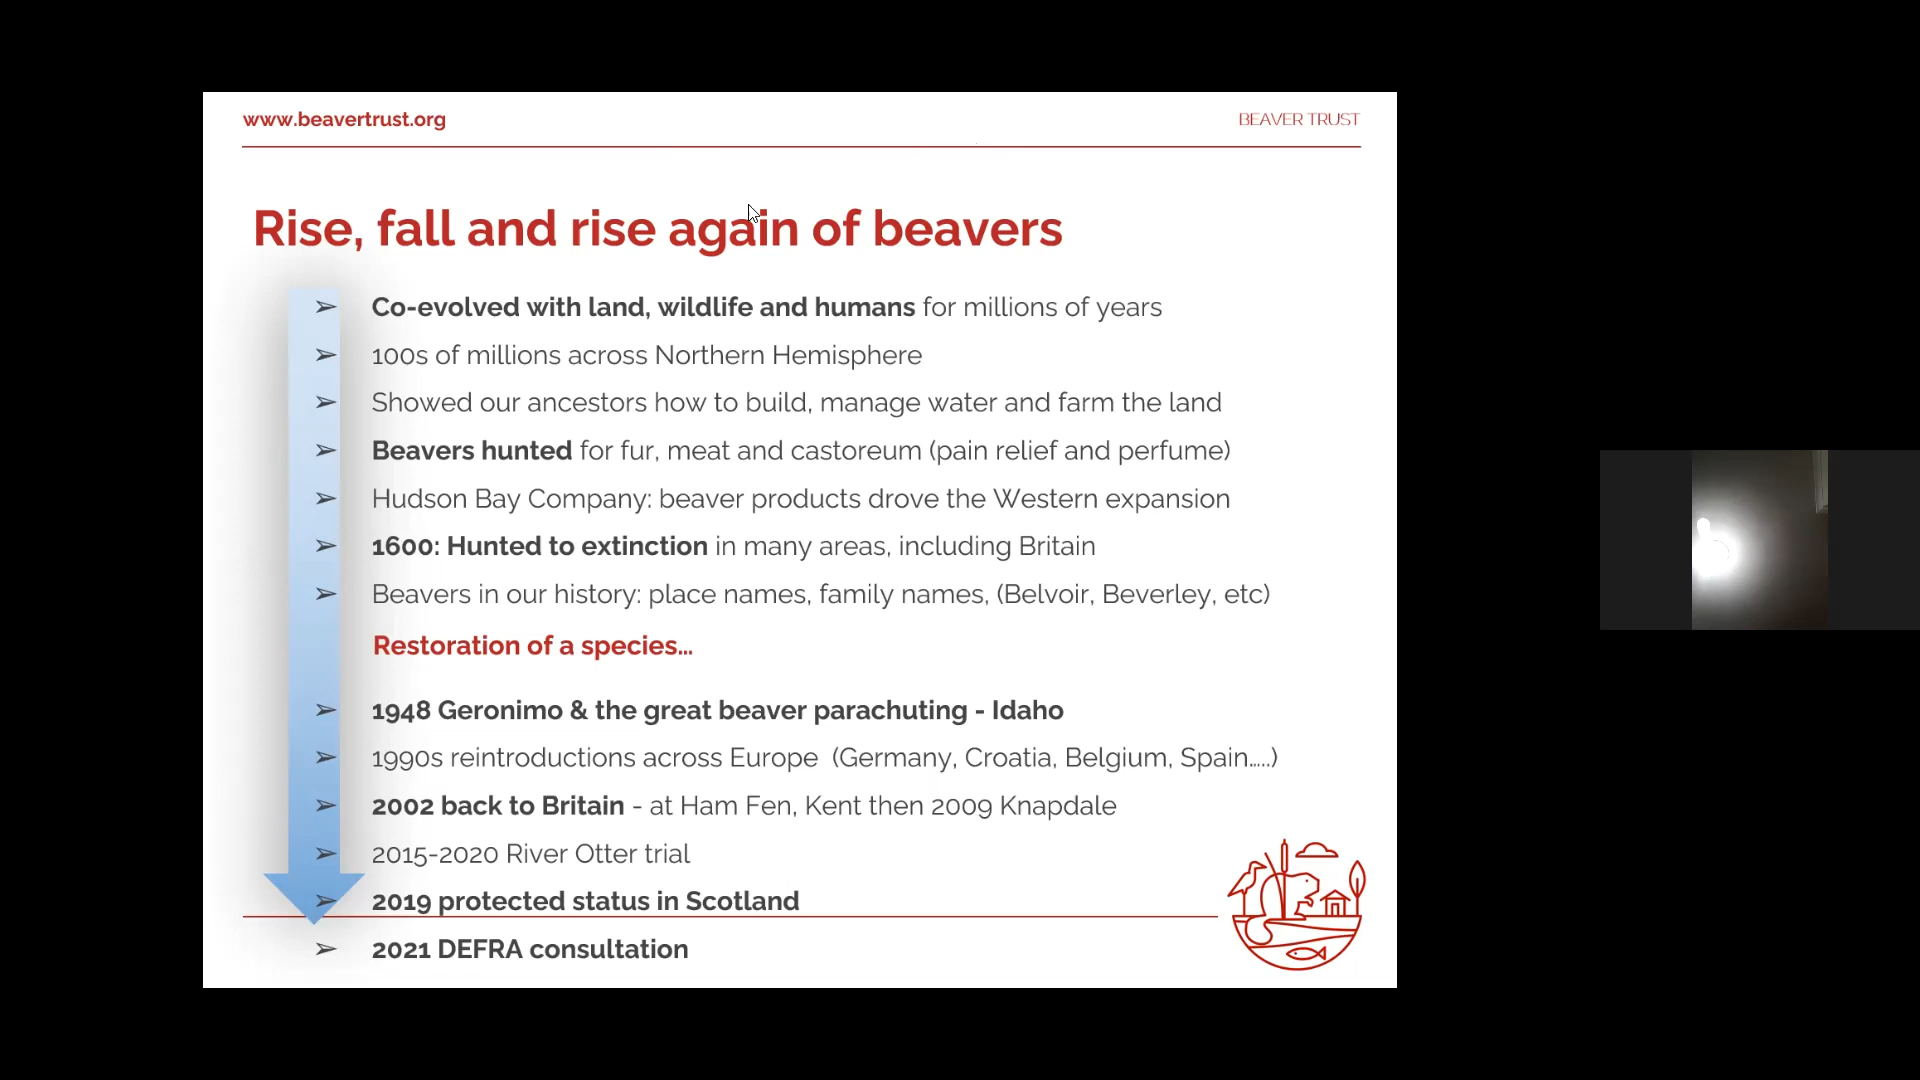 www.beavertrust.org
BEAVER TRUST
Rise, fall and rise again of beavers
➢ Co-evolved with land, wildlife and humans for millions of years
➢ 100s of millions across Northern Hemisphere
➢ Showed our ancestors how to build, manage water and farm the land
➢ Beavers hunted for fur, meat and castoreum (pain relief and perfume)
➢ Hudson Bay Company: beaver products drove the Western expansion
➢ 1600: Hunted to extinction in many areas, including Britain
➢ Beavers in our history: place names, family names, (Belvoir, Beverley, etc)
Restoration of a species…
➢ 1948 Geronimo & the great beaver parachuting - Idaho
➢ 1990s reintroductions across Europe (Germany, Croatia, Belgium, Spain…..)
➢ 2002 back to Britain - at Ham Fen, Kent then 2009 Knapdale
➢ 2015-2020 River Otter trial
➢ 2019 protected status in Scotland
➢ 2021 DEFRA consultation